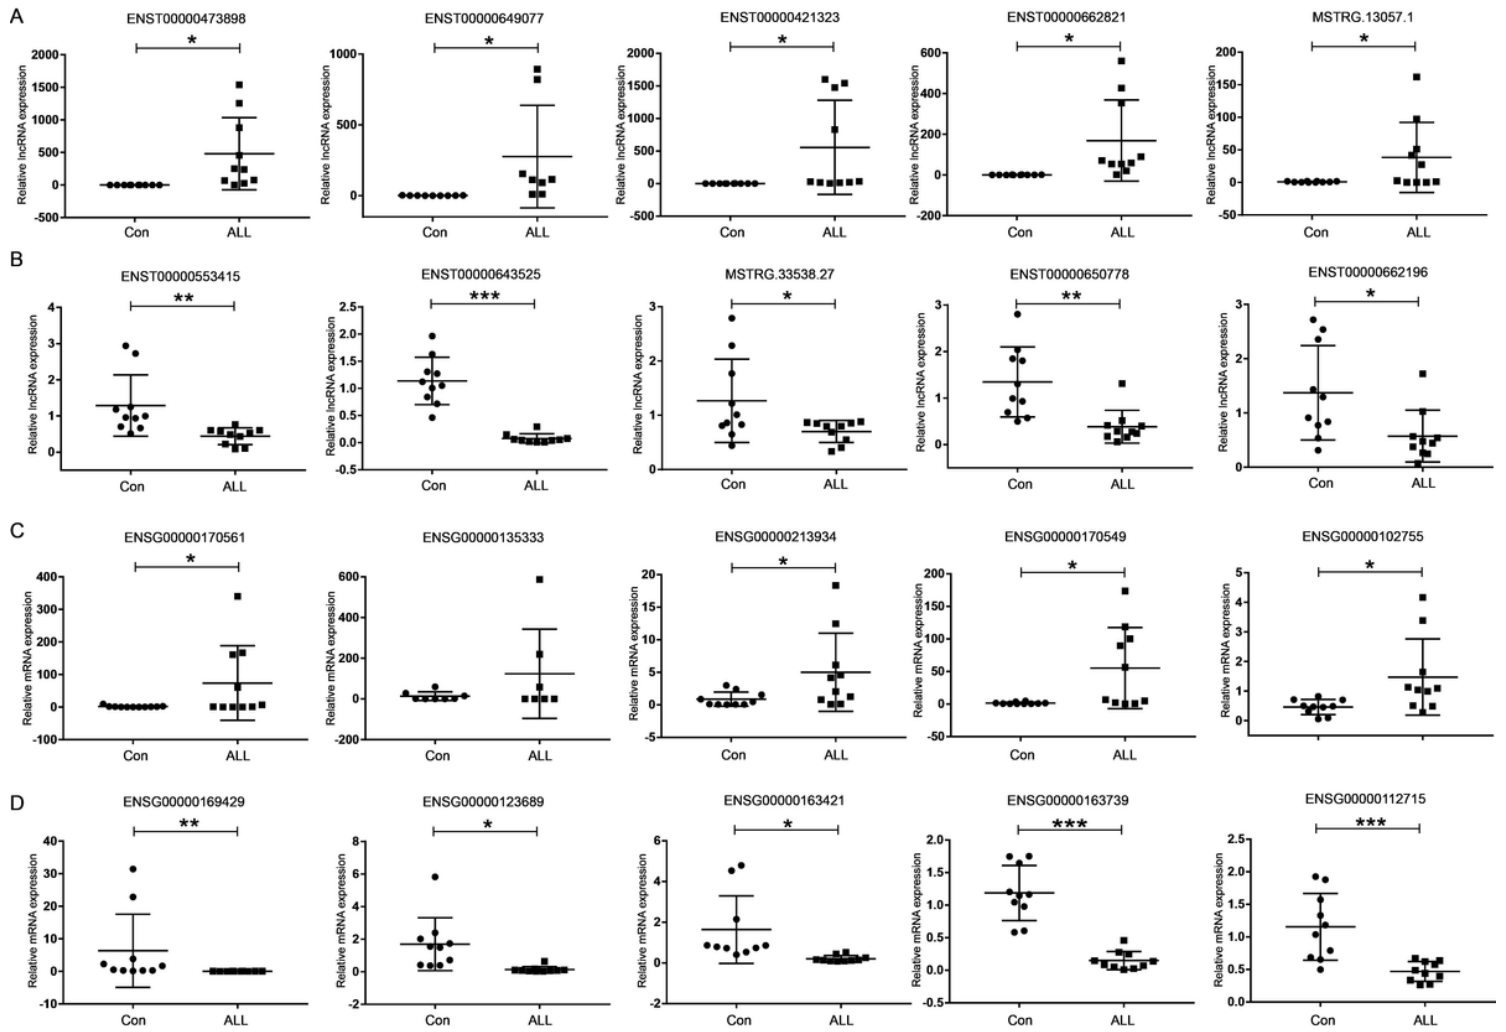 A
ENST00000473898
*
Relative lncRNA expression
2000
1500
1000
500
0
-500
Con
ALL
ENST00000649077
*
Relative lncRNA expression
1000
500
0
Con
ALL
ENST00000421323
*
Relative lncRNA expression
2000
1500
1000
500
0
-500
Con
ALL
ENST00000662821
*
Relative lncRNA expression
600
400
200
0
-200
Con
ALL
MSTRG.13057.1
*
Relative lncRNA expression
200
150
100
50
0
-50
Con
ALL
B
ENST00000553415
**
Relative lncRNA expression
4
3
2
1
0
Con
ALL
ENST00000643525
***
Relative lncRNA expression
2.5
2.0
1.5
1.0
0.5
0.0
-0.5
Con
ALL
MSTRG.33538.27
*
Relative lncRNA expression
3
2
1
0
Con
ALL
ENST00000650778
**
Relative lncRNA expression
3
2
1
0
Con
ALL
ENST00000662196
*
Relative lncRNA expression
3
2
1
0
Con
ALL
C
ENSG00000170561
*
Relative mRNA expression
400
300
200
100
0
-100
Con
ALL
ENSG00000135333
Relative mRNA expression
600
400
200
0
-200
Con
ALL
ENSG00000213934
*
Relative mRNA expression
20
15
10
5
0
-5
Con
ALL
ENSG00000170549
*
Relative mRNA expression
200
150
100
50
0
-50
Con
ALL
ENSG00000102755
*
Relative mRNA expression
5
4
3
2
1
0
Con
ALL
D
ENSG00000169429
**
Relative mRNA expression
40
30
20
10
0
-10
Con
ALL
ENSG00000123689
*
Relative mRNA expression
8
6
4
2
0
-2
Con
ALL
ENSG00000163421
*
Relative mRNA expression
6
4
2
0
-2
Con
ALL
ENSG00000163739
***
Relative mRNA expression
2.0
1.5
1.0
0.5
0.0
-0.5
Con
ALL
ENSG00000112715
***
Relative mRNA expression
2.5
2.0
1.5
1.0
0.5
0.0
Con
ALL